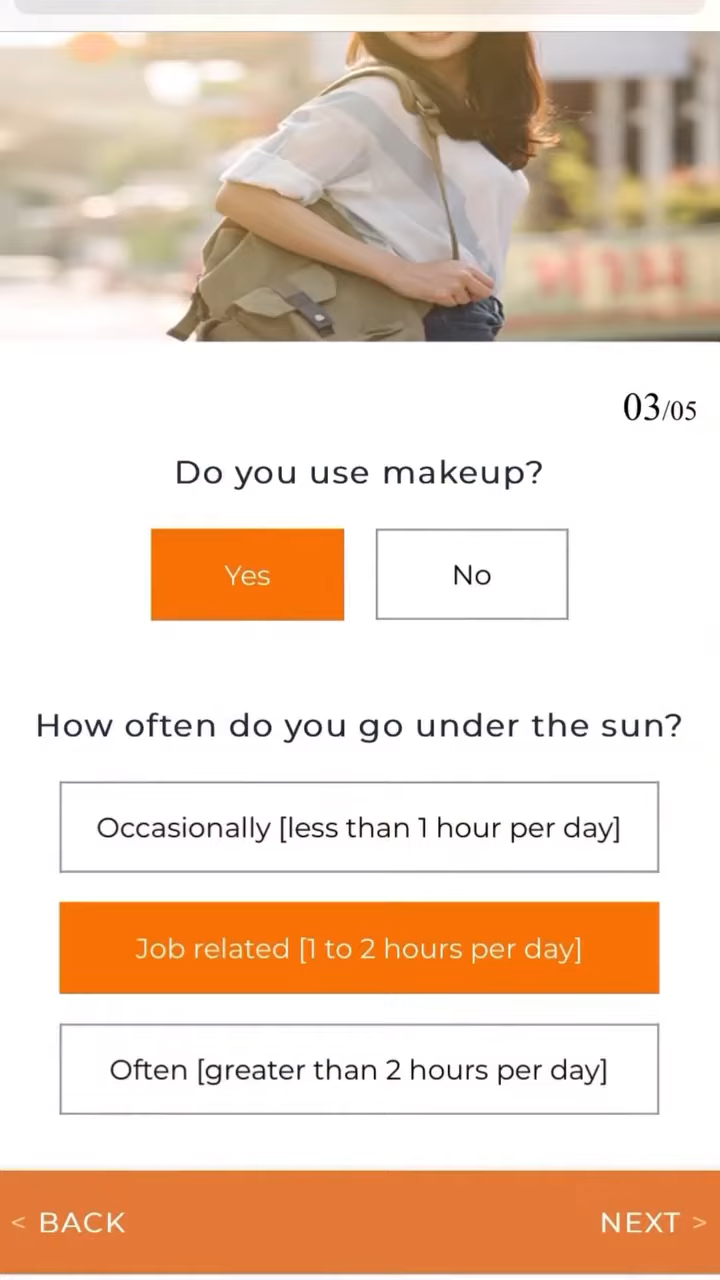 03/05
Do you use makeup?
Yes
No
How often do you go under the sun?
Occasionally [less than 1 hour per day]
Job related [1 to 2 hours per day]
Often [greater than 2 hours per day]
< BACK
NEXT >